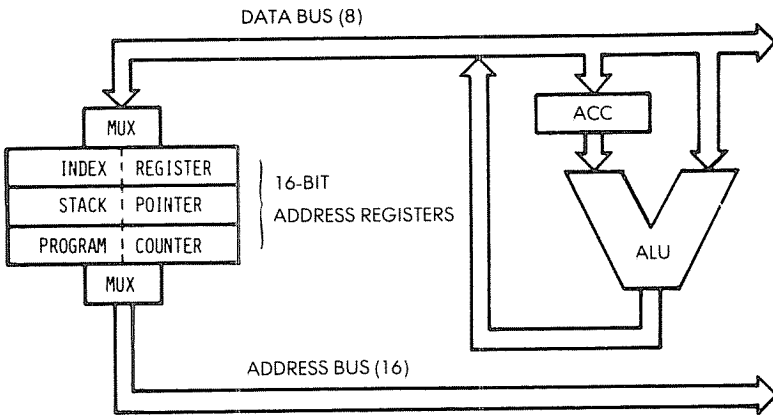 DATA BUS (8)
MUX
INDEX REGISTER
STACK POINTER
PROGRAM COUNTER
MUX
16-BIT
ADDRESS REGISTERS
ACC
ALU
ADDRESS BUS (16)